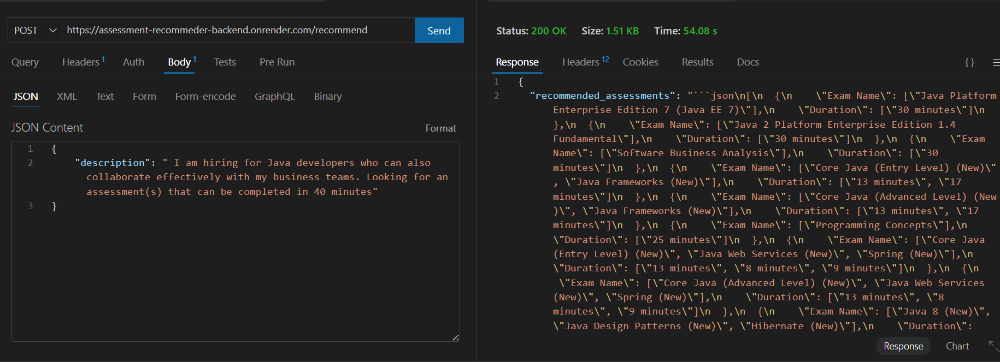 POST
https://assessment-recommeder-backend.onrender.com/recommend
Send
Query Headers 1 Auth Body 1 Tests Pre Run
JSON XML Text Form Form-encode GraphQL Binary
JSON Content
Format
1 {
2 "description": " I am hiring for Java developers who can also
collaborate effectively with my business teams. Looking for an
assessment(s) that can be completed in 40 minutes"
3 }
Status: 200 OK Size: 1.51 KB Time: 54.08 s
Response Headers 12 Cookies Results Docs { }
1 {
2 "recommended_assessments": "```json\n[\n  {\n    \"Exam Name\": [\"Java Platform
Enterprise Edition 7 (Java EE 7)\"],\n    \"Duration\": [\"30 minutes\"]\n
},\n  {\n    \"Exam Name\": [\"Java 2 Platform Enterprise Edition 1.4
Fundamental\"],\n    \"Duration\": [\"30 minutes\"]\n  },\n  {\n    \"Exam
Name\": [\"Software Business Analysis\"],\n    \"Duration\": [\"30
minutes\"]\n  },\n  {\n    \"Exam Name\": [\"Core Java (Entry Level) (New)\"
, \"Java Frameworks (New)\"],\n    \"Duration\": [\"13 minutes\", \"17
minutes\"]\n  },\n  {\n    \"Exam Name\": [\"Core Java (Advanced Level) (New
)\", \"Java Frameworks (New)\"],\n    \"Duration\": [\"13 minutes\", \"17
minutes\"]\n  },\n  {\n    \"Exam Name\": [\"Programming Concepts\"],\n
\"Duration\": [\"25 minutes\"]\n  },\n  {\n    \"Exam Name\": [\"Core Java
(Entry Level) (New)\", \"Java Web Services (New)\", \"Spring (New)\"],\n
\"Duration\": [\"13 minutes\", \"8 minutes\", \"9 minutes\"]\n  },\n  {\n
\"Exam Name\": [\"Core Java (Advanced Level) (New)\", \"Java Web Services
(New)\", \"Spring (New)\"],\n    \"Duration\": [\"13 minutes\", \"8
minutes\", \"9 minutes\"]\n  },\n  {\n    \"Exam Name\": [\"Java 8 (New)\",
\"Java Design Patterns (New)\", \"Hibernate (New)\"],\n    \"Duration\":
Response Chart